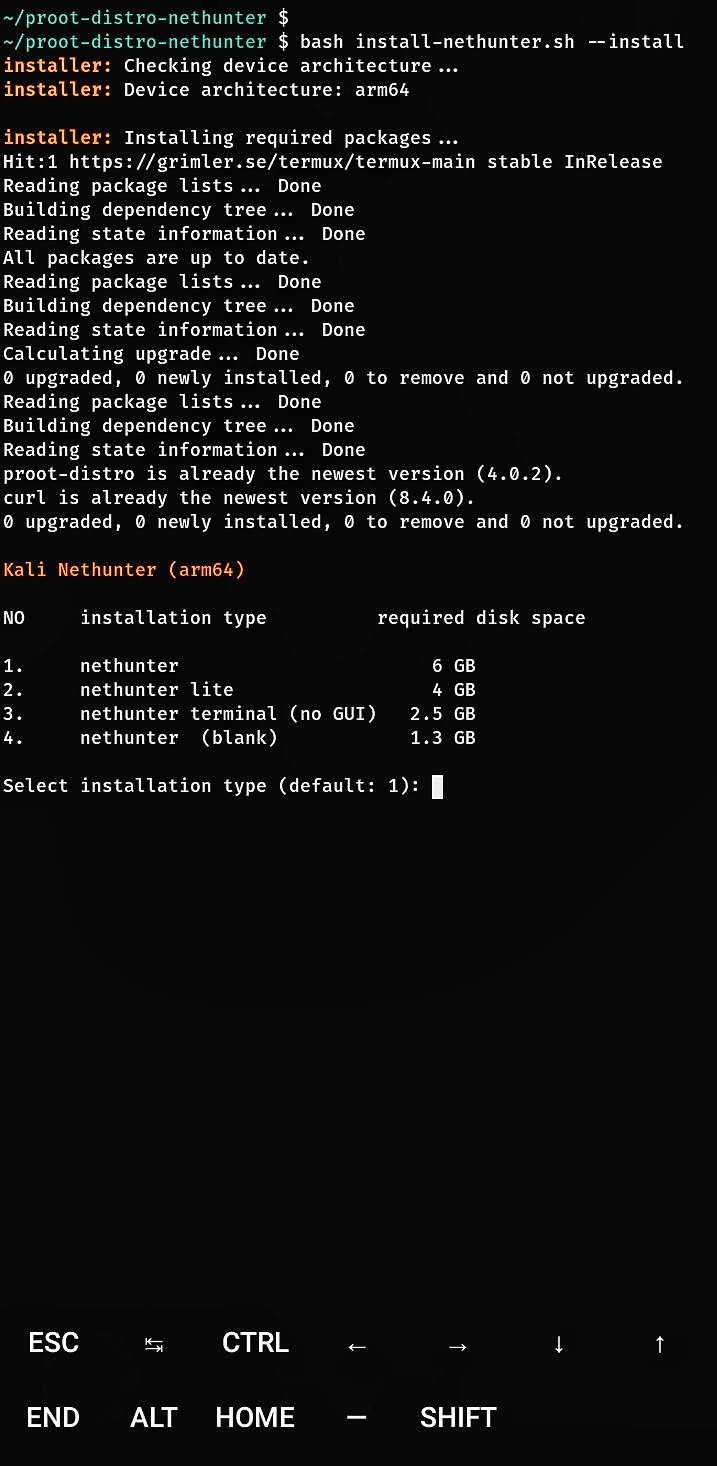 ~/proot-distro-nethunter $
~/proot-distro-nethunter $ bash install-nethunter.sh --install
installer: Checking device architecture...
installer: Device architecture: arm64
installer: Installing required packages...
Hit:1 https://grimler.se/termux/termux-main stable InRelease
Reading package lists... Done
Building dependency tree... Done
Reading state information... Done
All packages are up to date.
Reading package lists... Done
Building dependency tree... Done
Reading state information... Done
Calculating upgrade... Done
0 upgraded, 0 newly installed, 0 to remove and 0 not upgraded.
Reading package lists... Done
Building dependency tree... Done
Reading state information... Done
proot-distro is already the newest version (4.0.2).
curl is already the newest version (8.4.0).
0 upgraded, 0 newly installed, 0 to remove and 0 not upgraded.
Kali Nethunter (arm64)
NO     installation type          required disk space
1.     nethunter                       6 GB
2.     nethunter lite                  4 GB
3.     nethunter terminal (no GUI)   2.5 GB
4.     nethunter  (blank)            1.3 GB
Select installation type (default: 1):
ESC ↹ CTRL ← → ↓ ↑
END ALT HOME — SHIFT